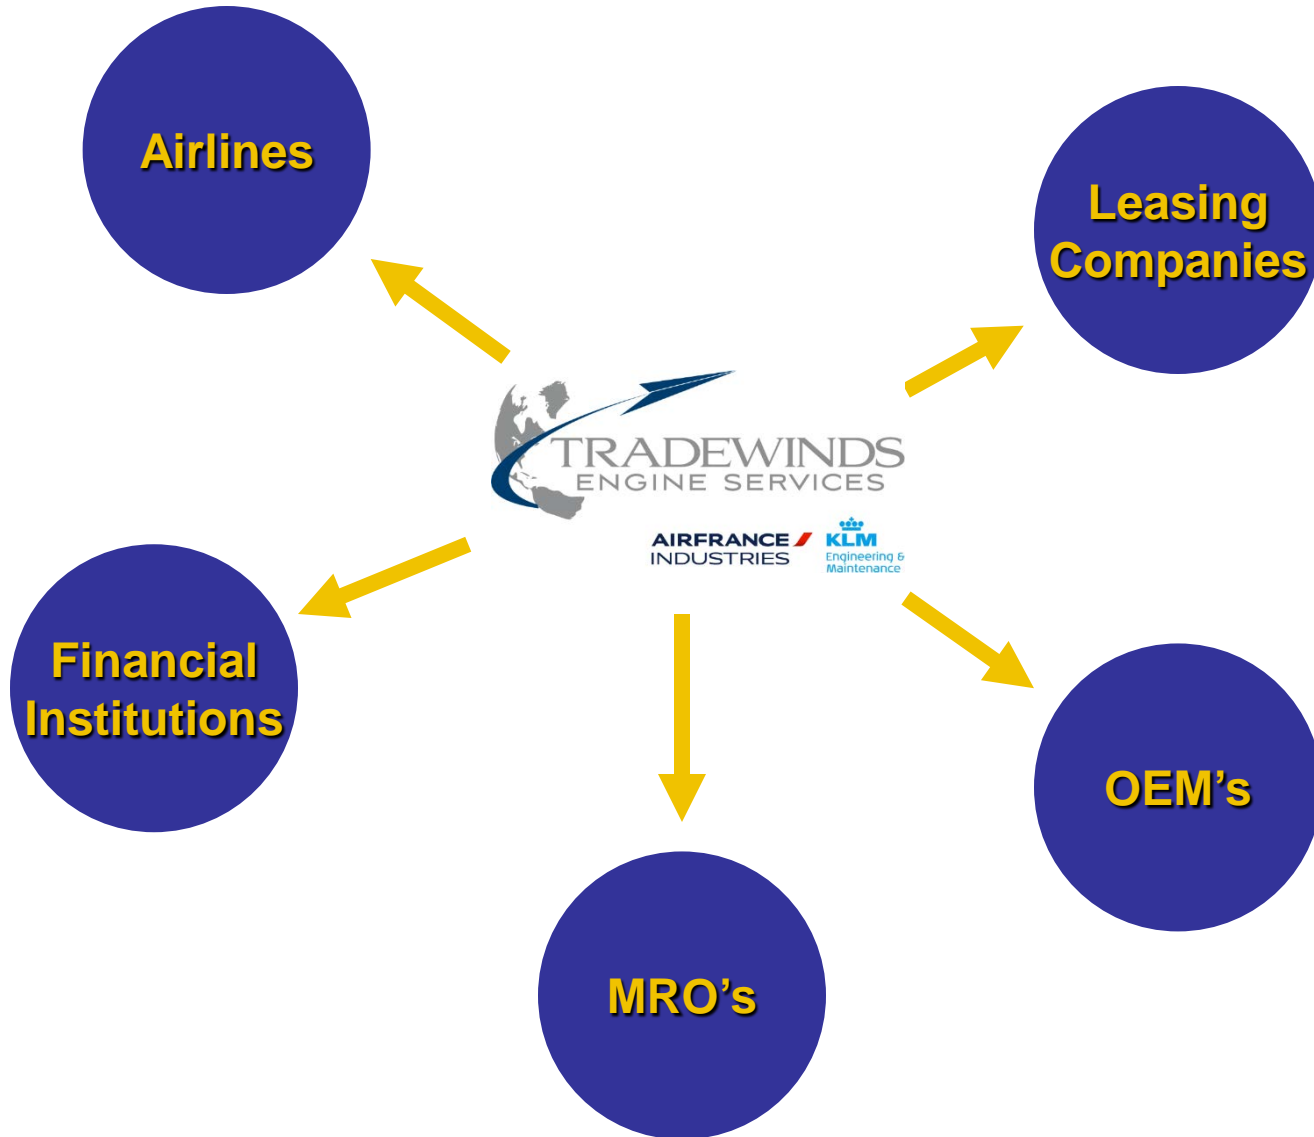 Airlines
Leasing
Companies
TRADEWINDS
ENGINE SERVICES
AIRFRANCE
INDUSTRIES
KLM
Engineering &
Maintenance
Financial
Institutions
OEM’s
MRO’s